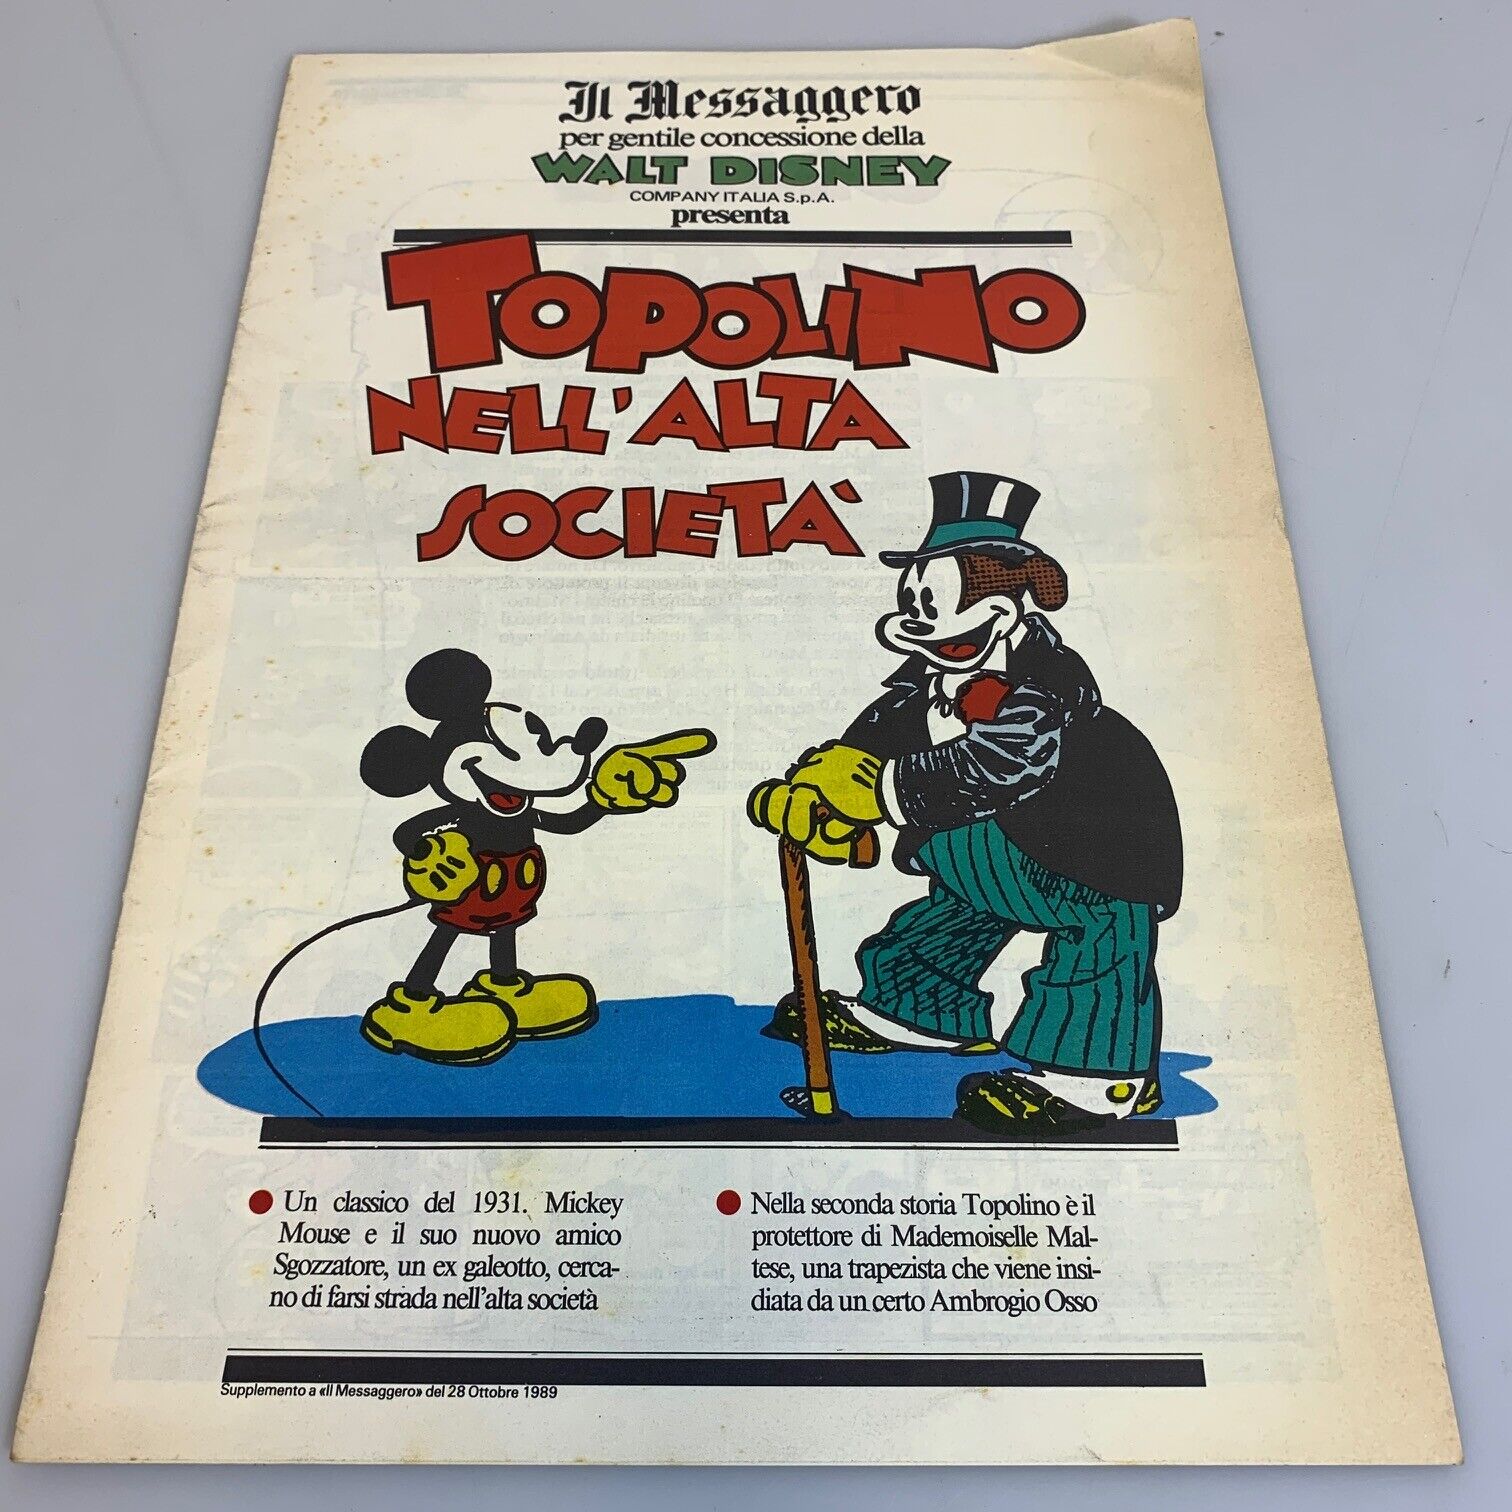 Il Messaggero
per gentile concessione della
WALT DISNEY
COMPANY ITALIA S.p.A.
presenta
TOPOLINO
NELL'ALTA
SOCIETÀ
Un classico del 1931. Mickey
Mouse e il suo nuovo amico
Sgozzatore, un ex galeotto, cerca-
no di farsi strada nell'alta società
Nella seconda storia Topolino è il
protettore di Mademoiselle Mal-
tese, una trapezista che viene insi-
diata da un certo Ambrogio Osso
Supplemento a «Il Messaggero» del 28 Ottobre 1989